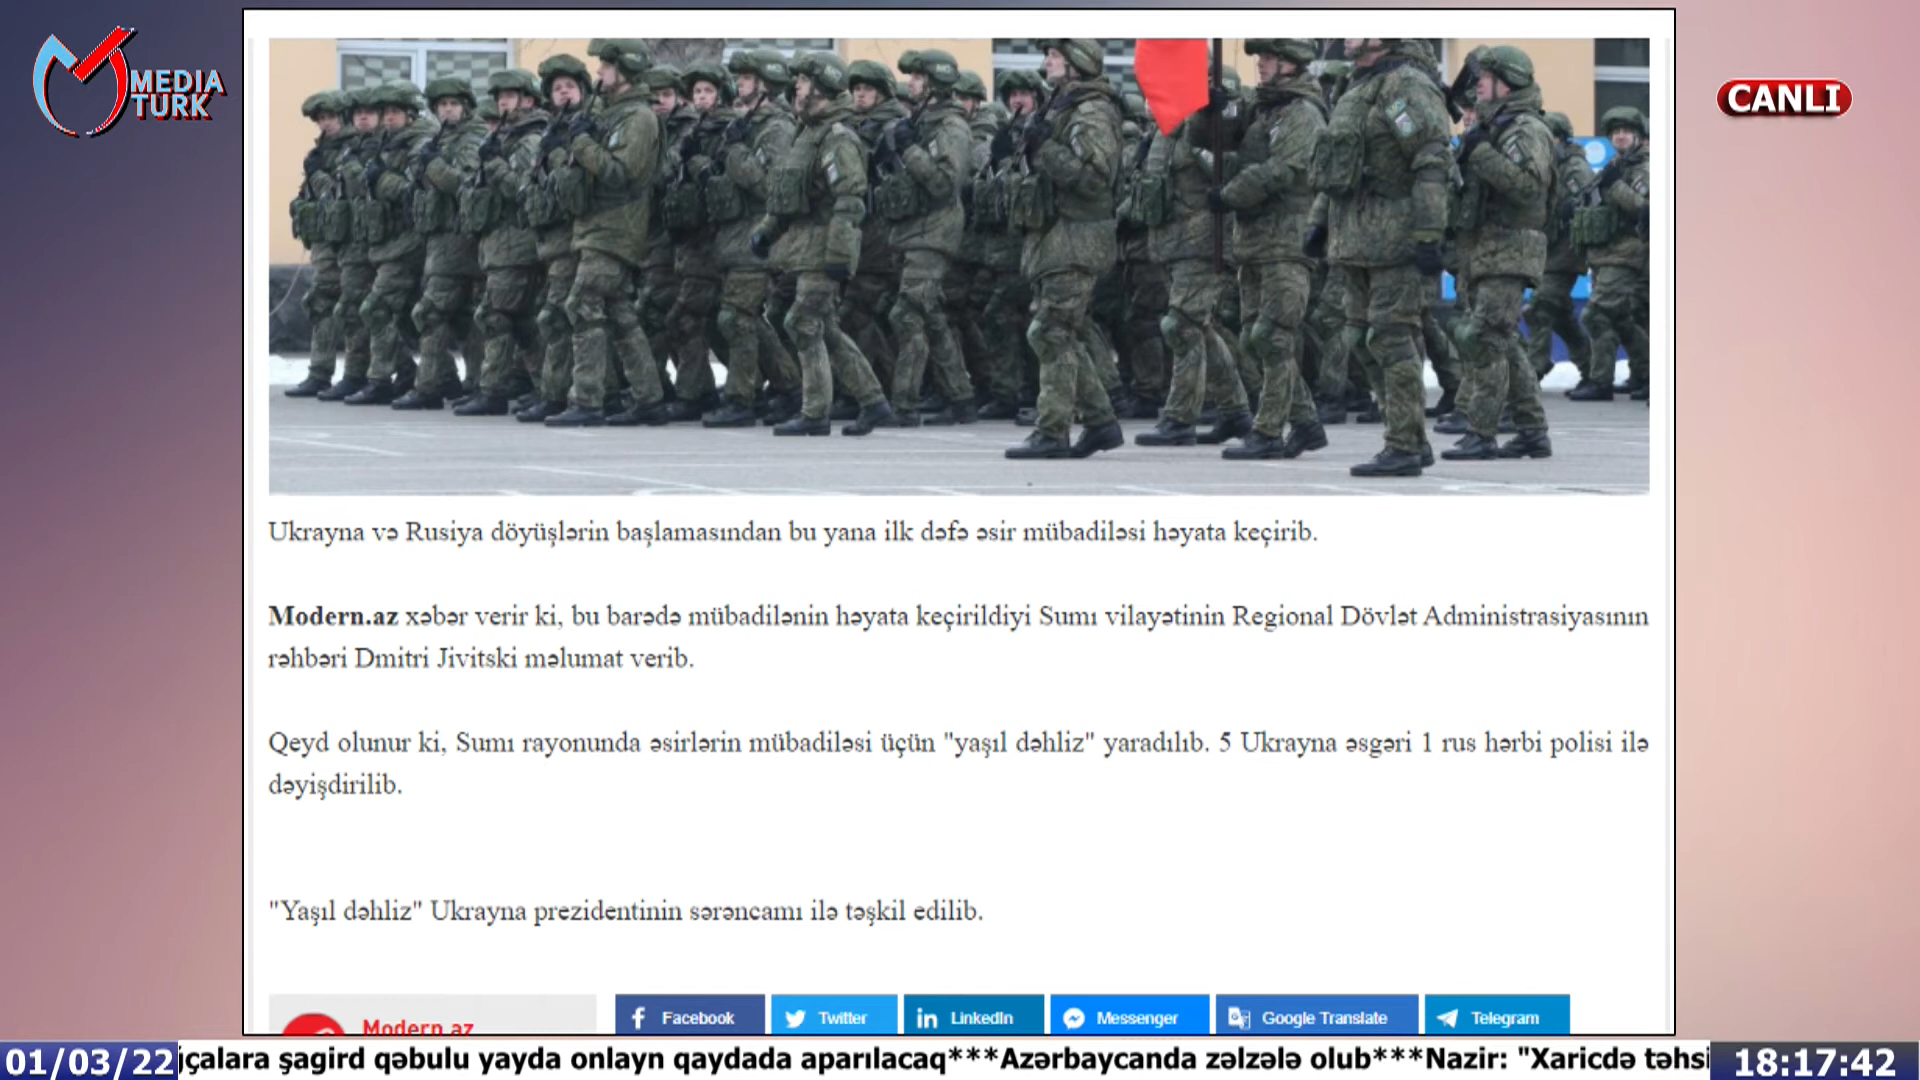 MEDIA
TURK
CANLI
Ukrayna və Rusiya döyüşlərin başlamasından bu yana ilk dəfə əsir mübadiləsi həyata keçirib.
Modern.az xəbər verir ki, bu barədə mübadilənin həyata keçirildiyi Sumı vilayətinin Regional Dövlət Administrasiyasının
rəhbəri Dmitri Jivitski məlumat verib.
Qeyd olunur ki, Sumı rayonunda əsirlərin mübadiləsi üçün "yaşıl dəhliz" yaradılıb. 5 Ukrayna əsgəri 1 rus hərbi polisi ilə
dəyişdirilib.
"Yaşıl dəhliz" Ukrayna prezidentinin sərəncamı ilə təşkil edilib.
Modern.az
Facebook
Twitter
LinkedIn
Messenger
Google Translate
Telegram
01/03/22
şagird qəbulu yayda onlayn qaydada aparılacaq***Azərbaycanda zəlzələ olub***Nazir: "Xaricdə
18:17:42